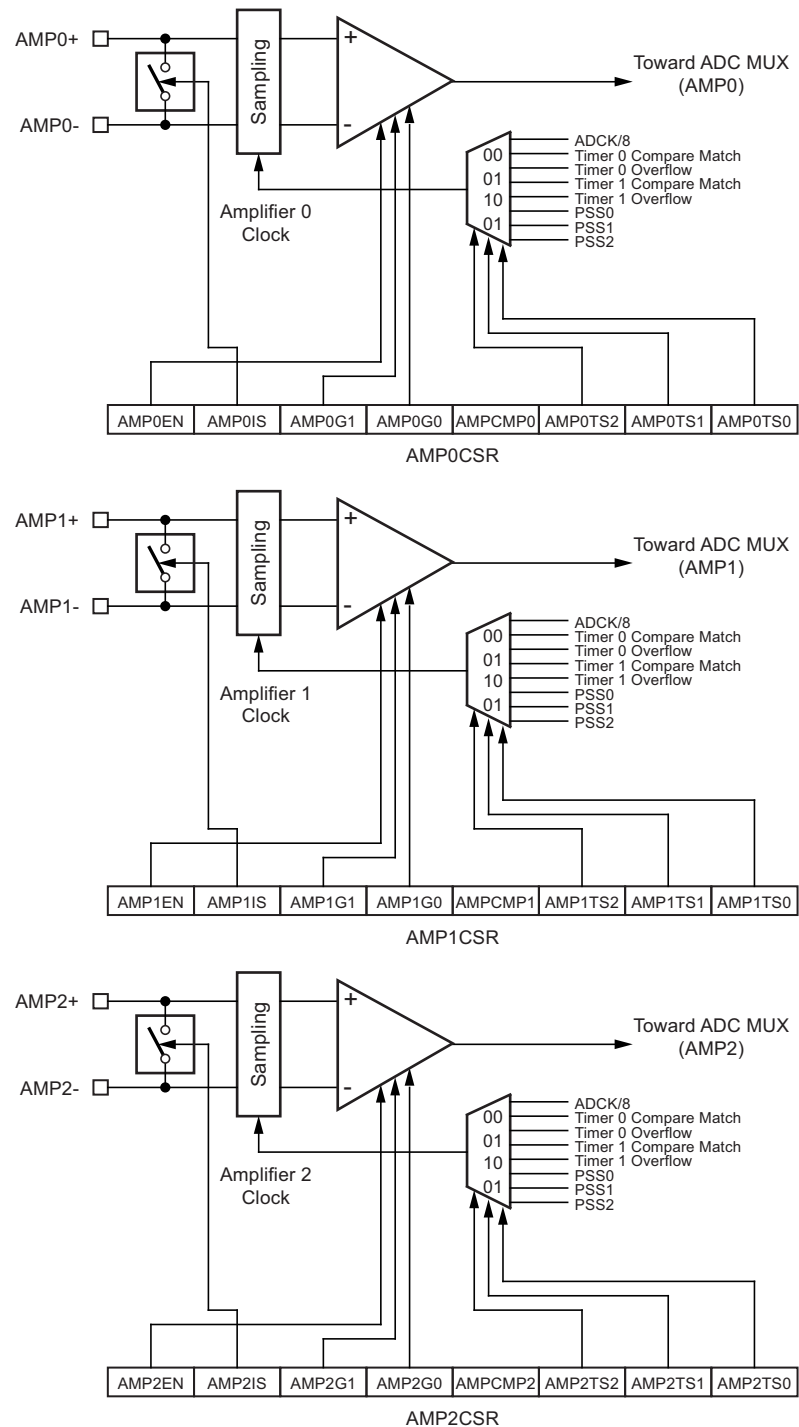 AMP0+
AMP0-
Sampling
+
-
Toward ADC MUX
(AMP0)
Amplifier 0
Clock
00
01
10
01
ADCK/8
Timer 0 Compare Match
Timer 0 Overflow
Timer 1 Compare Match
Timer 1 Overflow
PSS0
PSS1
PSS2
AMP0EN AMP0IS AMP0G1 AMP0G0 AMPCMP0 AMP0TS2 AMP0TS1 AMP0TS0
AMP0CSR
AMP1+
AMP1-
Sampling
+
-
Toward ADC MUX
(AMP1)
Amplifier 1
Clock
00
01
10
01
ADCK/8
Timer 0 Compare Match
Timer 0 Overflow
Timer 1 Compare Match
Timer 1 Overflow
PSS0
PSS1
PSS2
AMP1EN AMP1IS AMP1G1 AMP1G0 AMPCMP1 AMP1TS2 AMP1TS1 AMP1TS0
AMP1CSR
AMP2+
AMP2-
Sampling
+
-
Toward ADC MUX
(AMP2)
Amplifier 2
Clock
00
01
10
01
ADCK/8
Timer 0 Compare Match
Timer 0 Overflow
Timer 1 Compare Match
Timer 1 Overflow
PSS0
PSS1
PSS2
AMP2EN AMP2IS AMP2G1 AMP2G0 AMPCMP2 AMP2TS2 AMP2TS1 AMP2TS0
AMP2CSR